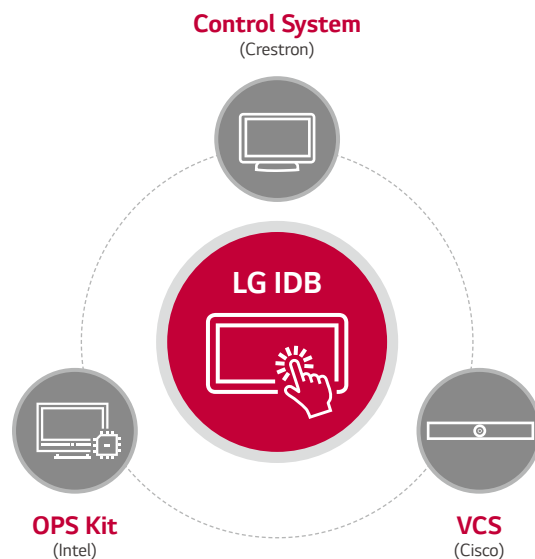 Control System
(Crestron)
LG IDB
OPS Kit
(Intel)
VCS
(Cisco)